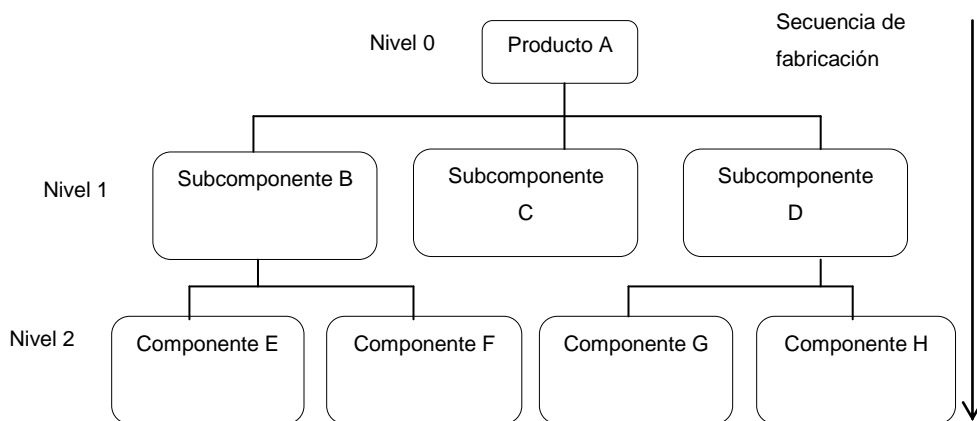 Nivel 0
Producto A
Secuencia de
fabricación
Nivel 1
Subcomponente B
Subcomponente
C
Subcomponente
D
Nivel 2
Componente E
Componente F
Componente G
Componente H